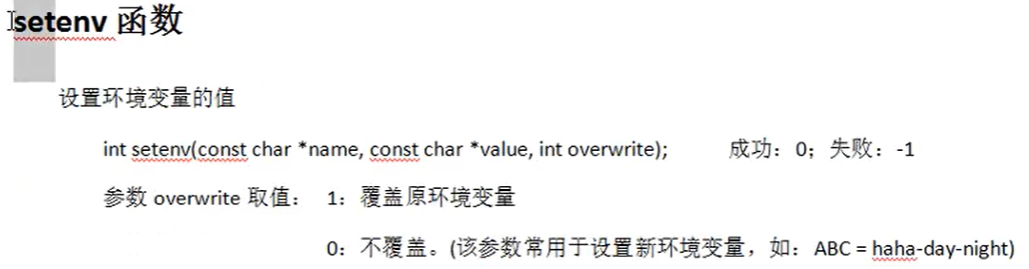 setenv 函数
设置环境变量的值
int setenv(const char *name, const char *value, int overwrite); 成功：0；失败：-1
参数 overwrite 取值： 1：覆盖原环境变量
0：不覆盖。(该参数常用于设置新环境变量，如：ABC = haha-day-night)